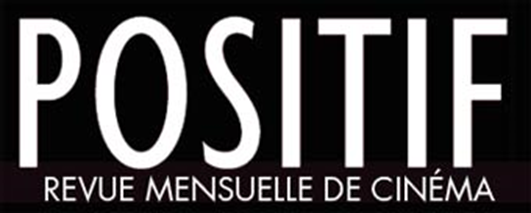 POSITIF
REVUE MENSUELLE DE CINÉMA